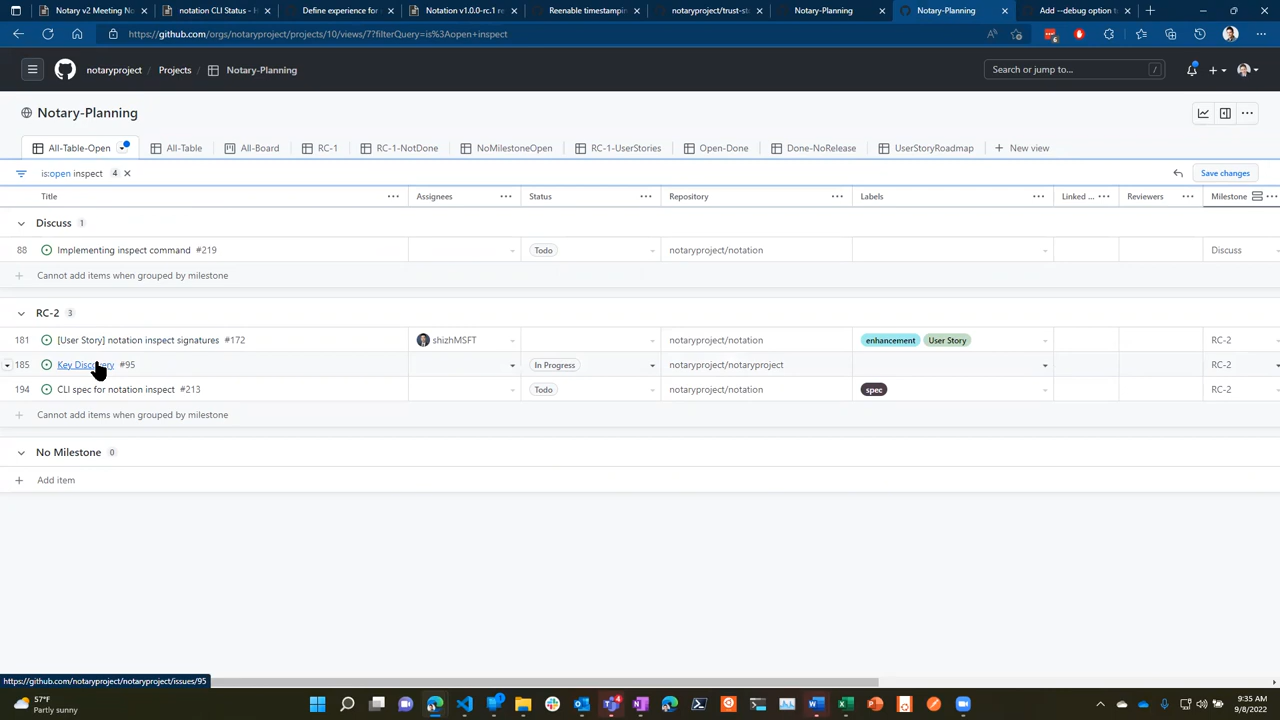 Notary v2 Meeting No
notation CLI Status - H
Define experience for
Notation v1.0.0-rc.1 re
Reenable timestampin
notaryproject/trust-st
Notary-Planning
Notary-Planning
Add --debug option t
https://github.com/orgs/notaryproject/projects/10/views/7?filterQuery=is%3Aopen+inspect
6
notaryproject
Projects
Notary-Planning
Search or jump to...
/
Notary-Planning
All-Table-Open
All-Table
All-Board
RC-1
RC-1-NotDone
NoMilestoneOpen
RC-1-UserStories
Open-Done
Done-NoRelease
UserStoryRoadmap
New view
is:open inspect 4
Save changes
Title
Assignees
Status
Repository
Labels
Linked ...
Reviewers
Milestone
Discuss 1
88 Implementing inspect command #219 Todo notaryproject/notation Discuss
Cannot add items when grouped by milestone
RC-2 3
181 [User Story] notation inspect signatures #172 shizhMSFT notaryproject/notation enhancement User Story RC-2
185 Key Discovery #95 In Progress notaryproject/notaryproject RC-2
194 CLI spec for notation inspect #213 Todo notaryproject/notation spec RC-2
Cannot add items when grouped by milestone
No Milestone 0
Add item
https://github.com/notaryproject/notaryproject/issues/95
57°F
Partly sunny
4
9:35 AM
9/8/2022